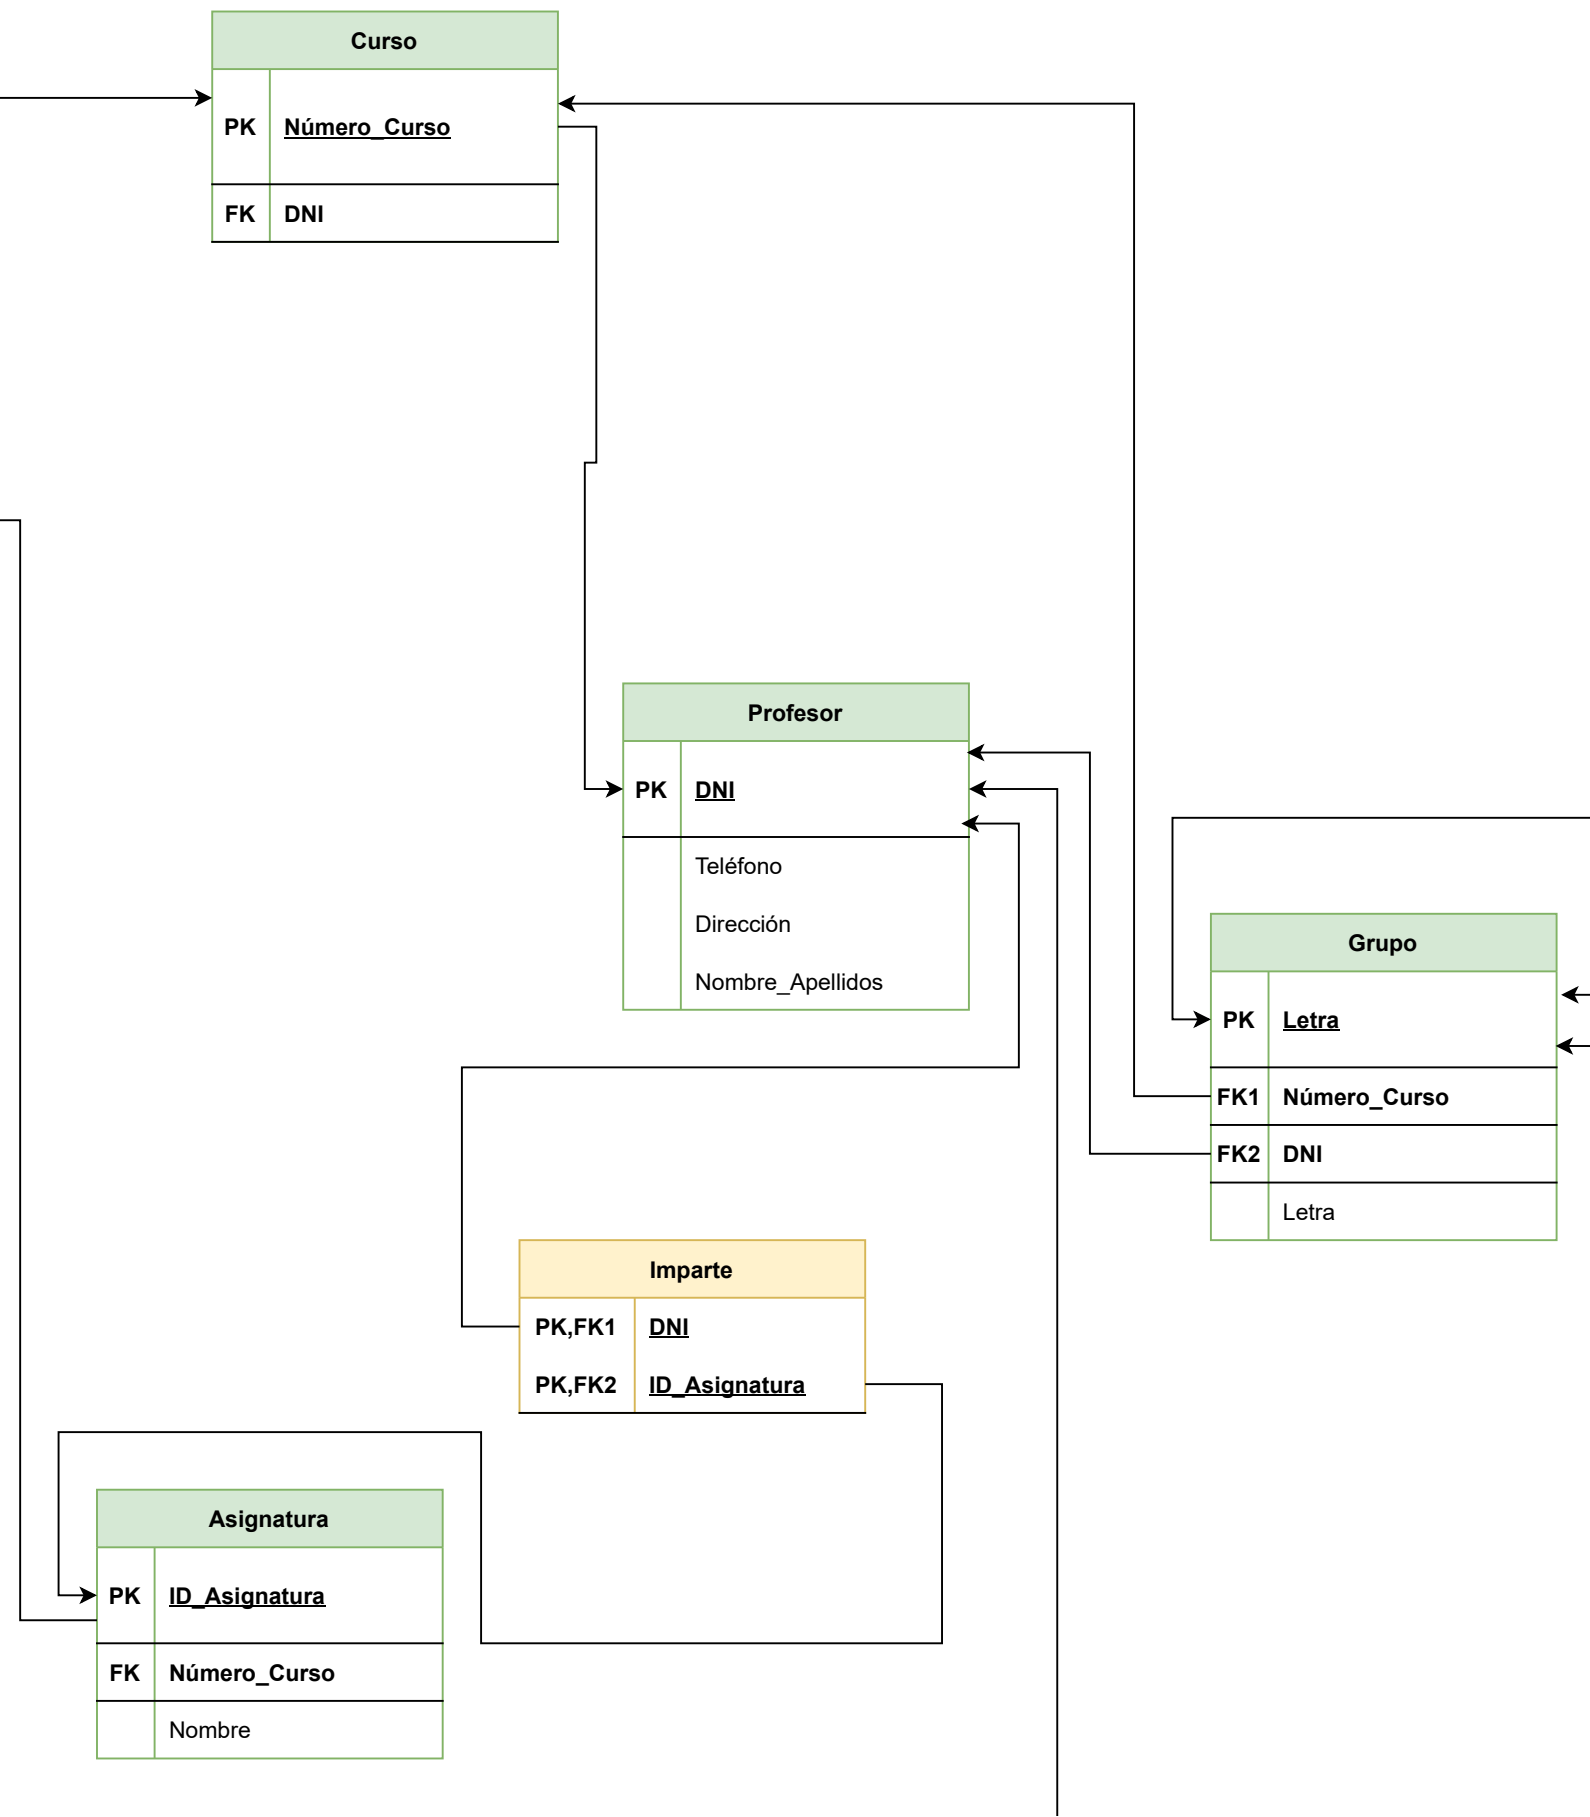 Curso
PK Número_Curso
FK DNI
Profesor
PK DNI
Teléfono
Dirección
Nombre_Apellidos
Grupo
PK Letra
FK1 Número_Curso
FK2 DNI
Letra
Imparte
PK,FK1 DNI
PK,FK2 ID_Asignatura
Asignatura
PK ID_Asignatura
FK Número_Curso
Nombre